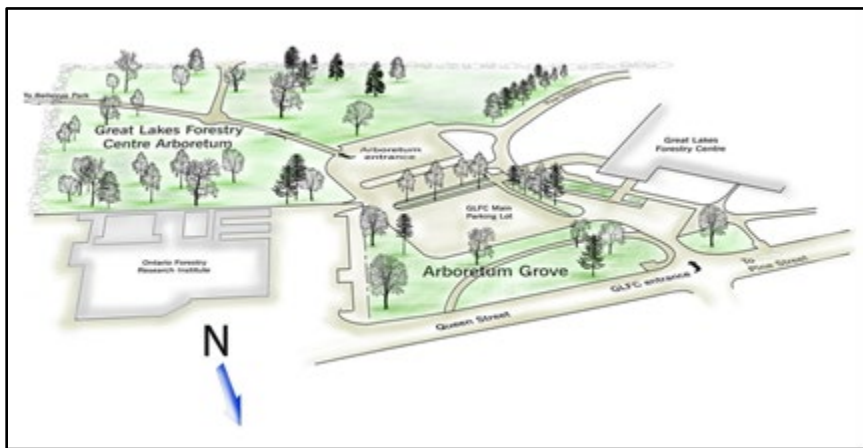 To Bellevue Park
Great Lakes Forestry
Centre Arboretum
Arboretum
entrance
Great Lakes
Forestry Centre
GLFC Main
Parking Lot
Ontario Forestry
Research Institute
Arboretum Grove
GLFC entrance
To
Pine Street
Queen Street
N